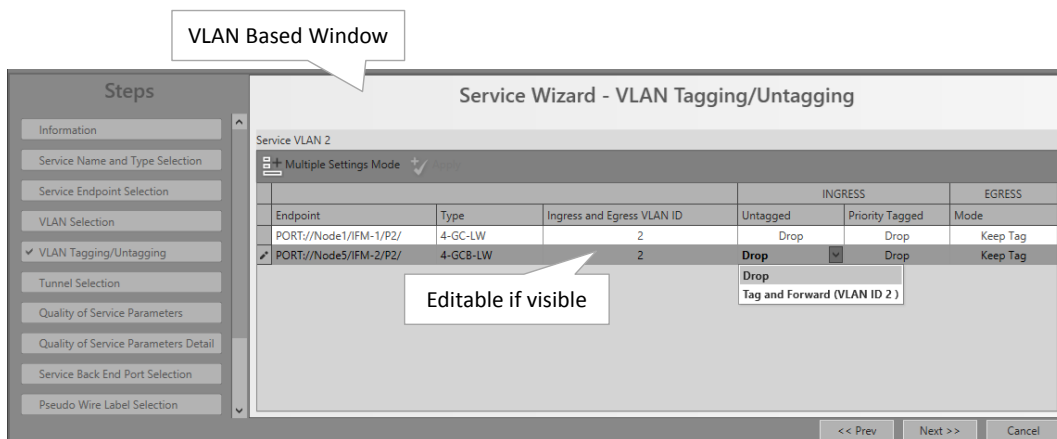 VLAN Based Window
Steps
Information
Service Name and Type Selection
Service Endpoint Selection
VLAN Selection
✔ VLAN Tagging/Untagging
Tunnel Selection
Quality of Service Parameters
Quality of Service Parameters Detail
Service Back End Port Selection
Pseudo Wire Label Selection
Service Wizard - VLAN Tagging/Untagging
Service VLAN 2
Multiple Settings Mode Apply
INGRESS EGRESS
Endpoint Type Ingress and Egress VLAN ID Untagged Priority Tagged Mode
PORT://Node1/IFM-1/P2/ 4-GC-LW 2 Drop Drop Keep Tag
PORT://Node5/IFM-2/P2/ 4-GCB-LW 2 Drop Drop Keep Tag
Drop
Tag and Forward (VLAN ID 2 )
Editable if visible
<< Prev Next >> Cancel